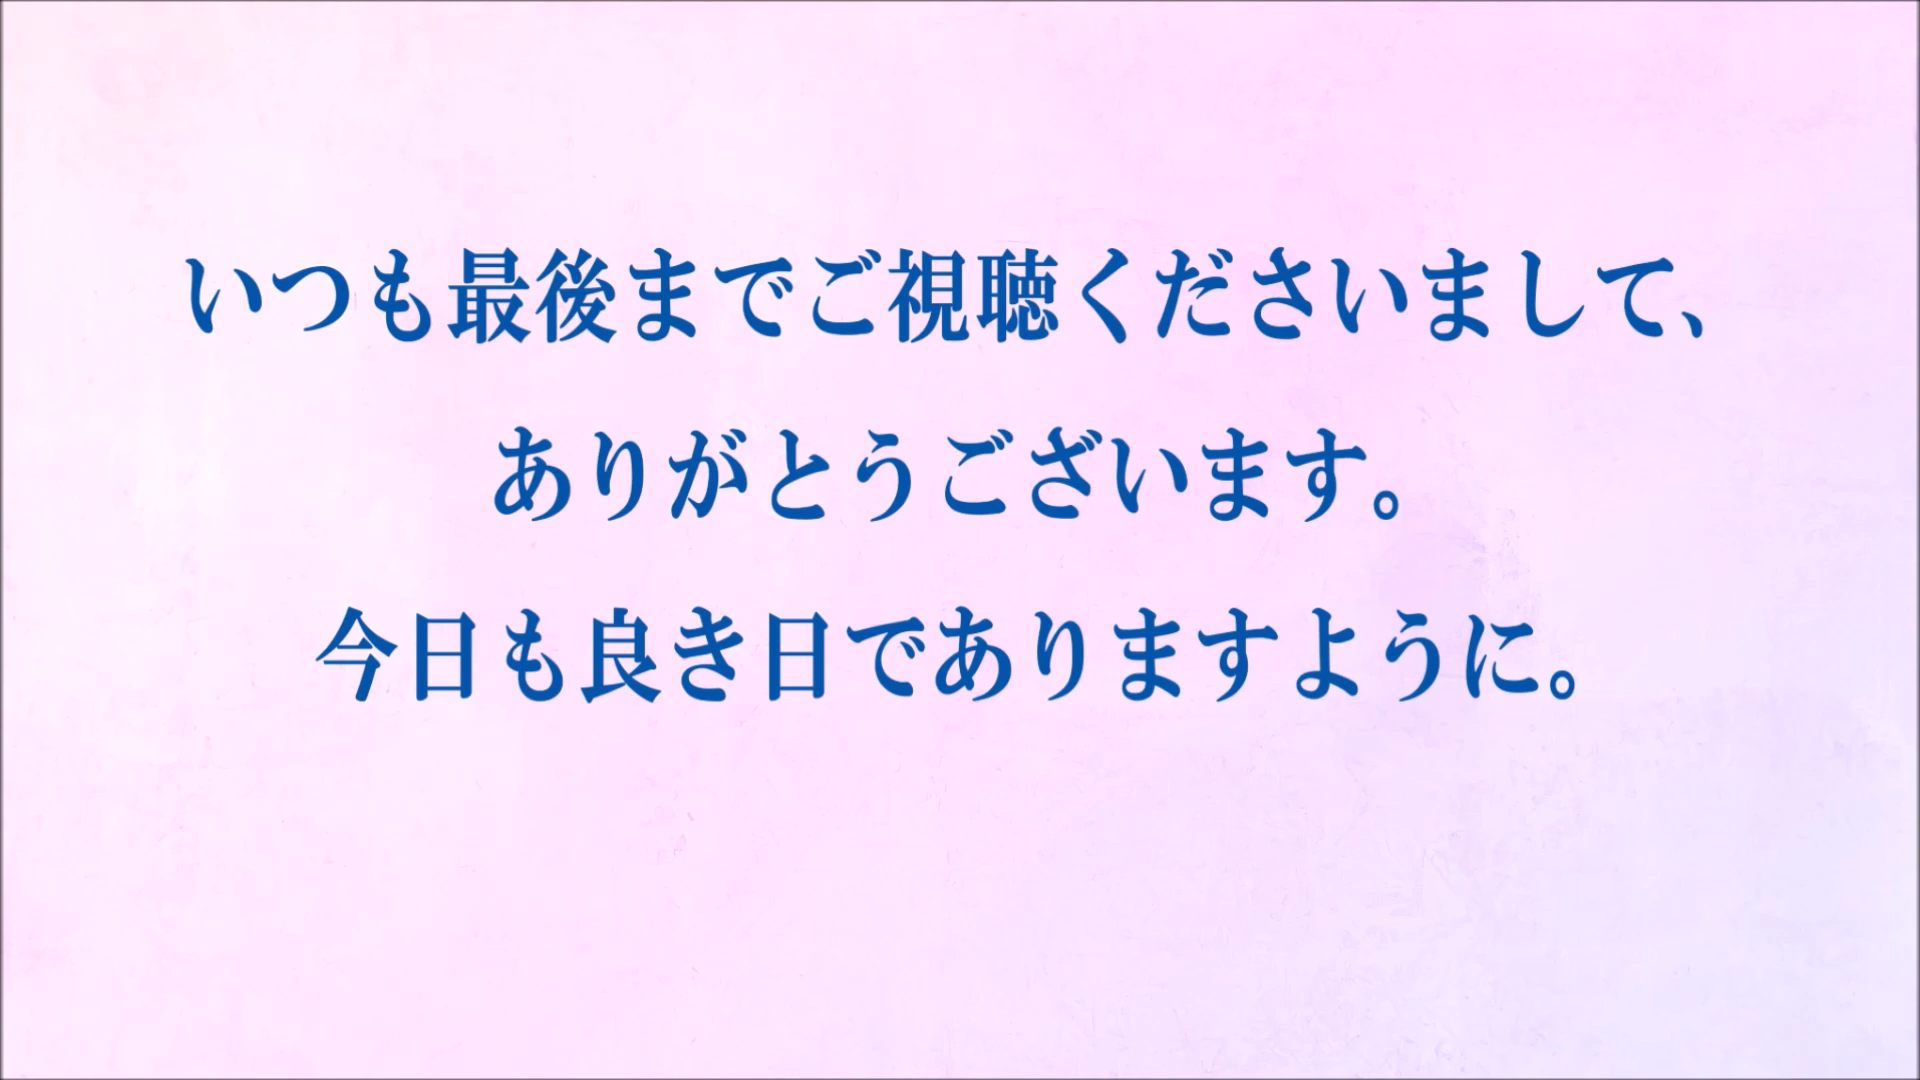 いつも最後までご視聴くださいまして、
ありがとうございます。
今日も良き日でありますように。